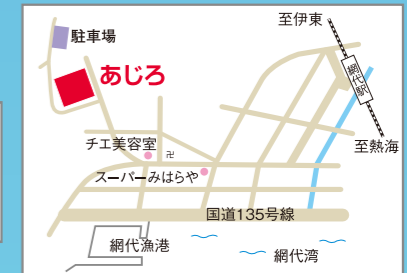 至伊東
駐車場
あじろ
網代駅
チエ美容室
卍
至熱海
スーパーみはらや
国道135号線
網代漁港
網代湾